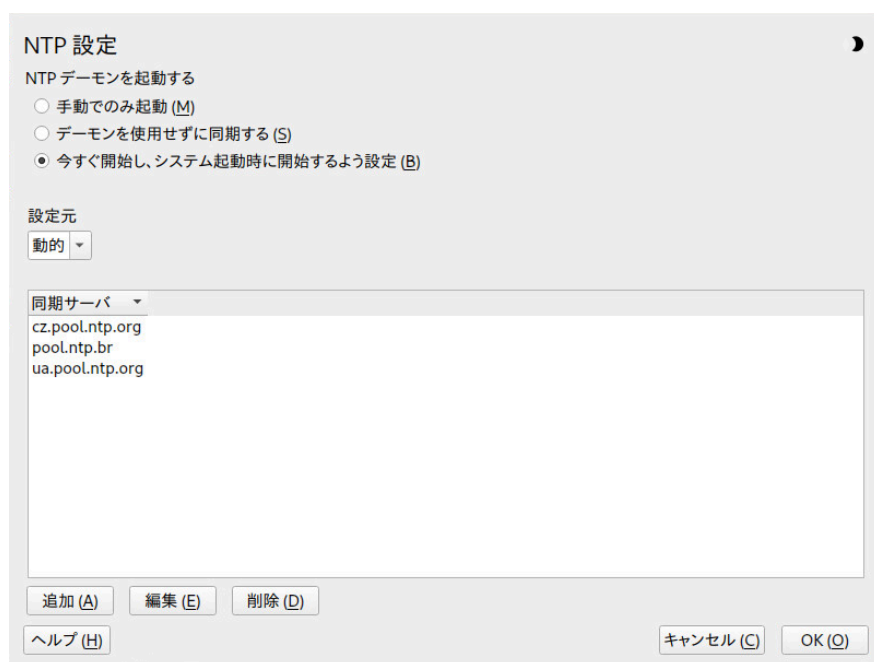 NTP 設定
NTP デーモンを起動する
手動でのみ起動 (M)
デーモンを使用せずに同期する (S)
今すぐ開始し、システム起動時に開始するよう設定 (B)
設定元
動的
同期サーバ
cz.pool.ntp.org
pool.ntp.br
ua.pool.ntp.org
追加 (A) 編集 (E) 削除 (D)
ヘルプ (H) キャンセル (C) OK (O)